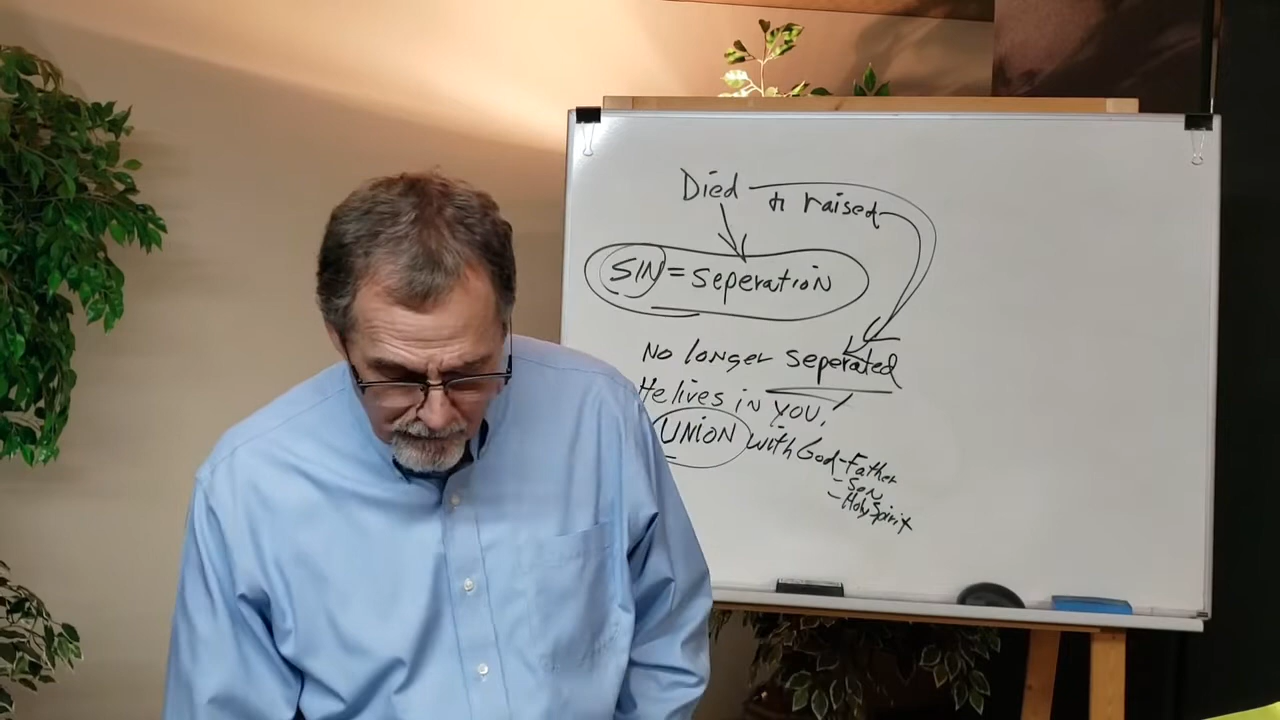 Died & raised
SIN = seperation
No longer seperated
He lives in you!
UNION with God - Father
- Son
- Holy Spirit